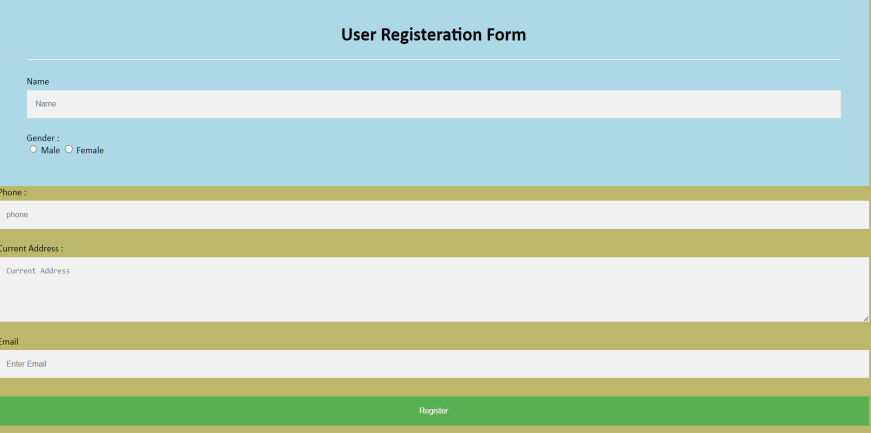 User Registeration Form
Name
Name
Gender :
Male Female
Phone :
phone
Current Address :
Current Address
Email
Enter Email
Register